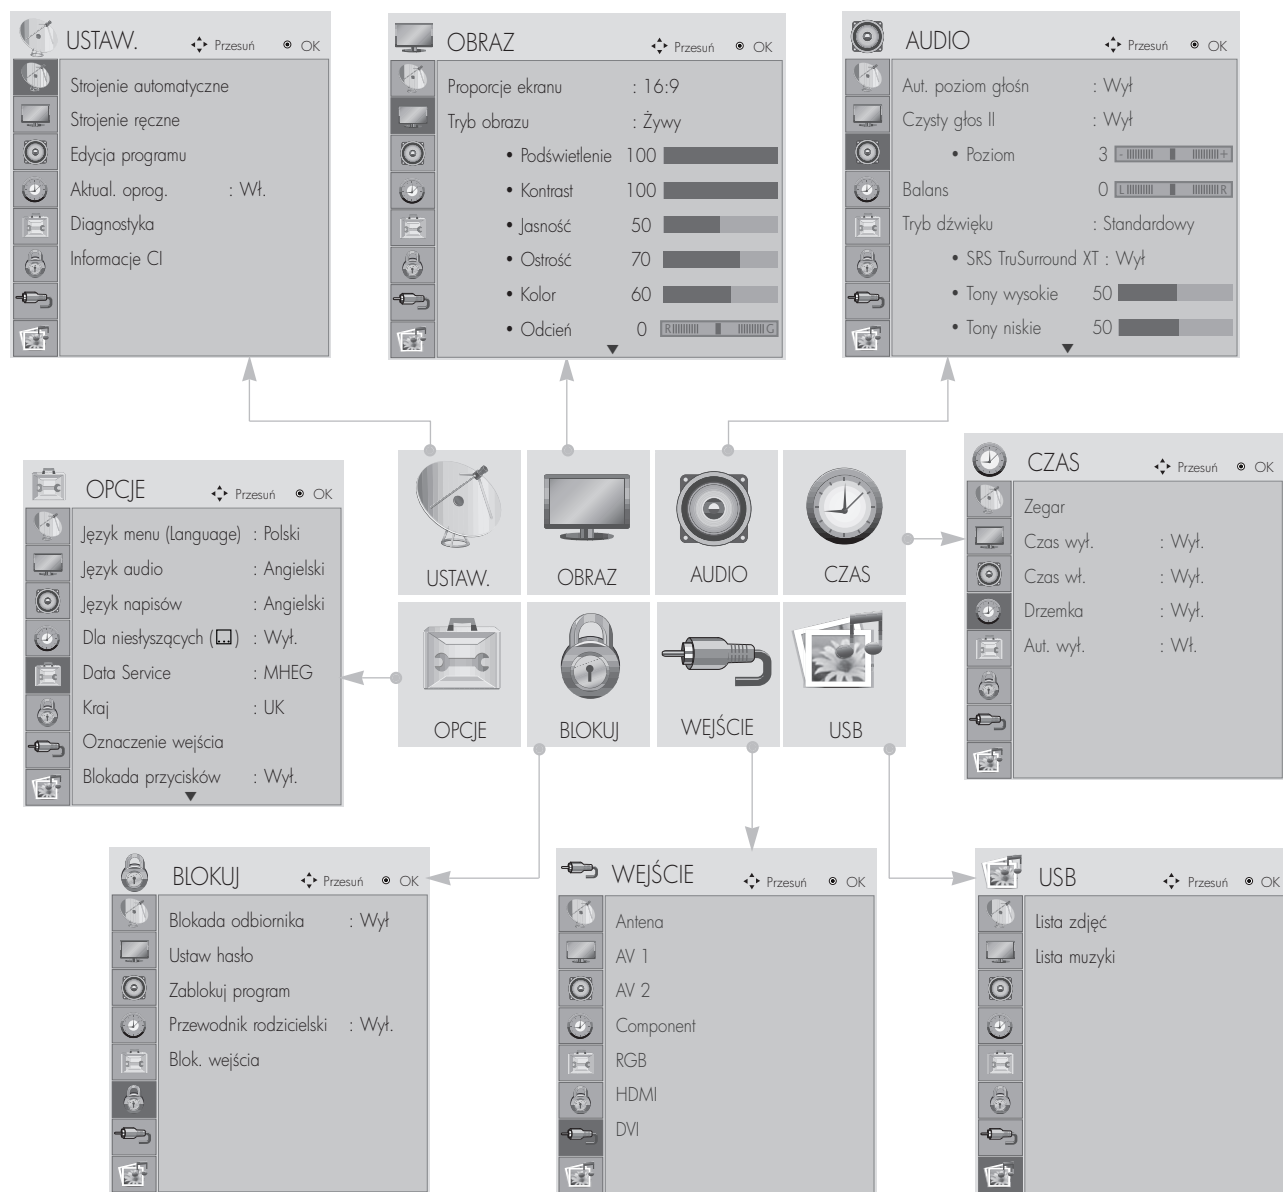 USTAW. Przesuń OK
Strojenie automatyczne
Strojenie ręczne
Edycja programu
Aktual. oprog. : Wł.
Diagnostyka
Informacje CI
OBRAZ Przesuń OK
Proporcje ekranu : 16:9
Tryb obrazu : Żywy
• Podświetlenie 100
• Kontrast 100
• Jasność 50
• Ostrość 70
• Kolor 60
• Odcień 0 R G
AUDIO Przesuń OK
Aut. poziom głośn : Wył
Czysty głos II : Wył
• Poziom 3 - +
Balans 0 L R
Tryb dźwięku : Standardowy
• SRS TruSurround XT : Wył
• Tony wysokie 50
• Tony niskie 50
OPCJE Przesuń OK
Język menu (Language) : Polski
Język audio : Angielski
Język napisów : Angielski
Dla niesłyszących ( ) : Wył.
Data Service : MHEG
Kraj : UK
Oznaczenie wejścia
Blokada przycisków : Wył.
USTAW. OBRAZ AUDIO CZAS
OPCJE BLOKUJ WEJŚCIE USB
CZAS Przesuń OK
Zegar
Czas wył. : Wył.
Czas wł. : Wył.
Drzemka : Wył.
Aut. wył. : Wł.
BLOKUJ Przesuń OK
Blokada odbiornika : Wył
Ustaw hasło
Zablokuj program
Przewodnik rodzicielski : Wył.
Blok. wejścia
WEJŚCIE Przesuń OK
Antena
AV 1
AV 2
Component
RGB
HDMI
DVI
USB Przesuń OK
Lista zdjęć
Lista muzyki